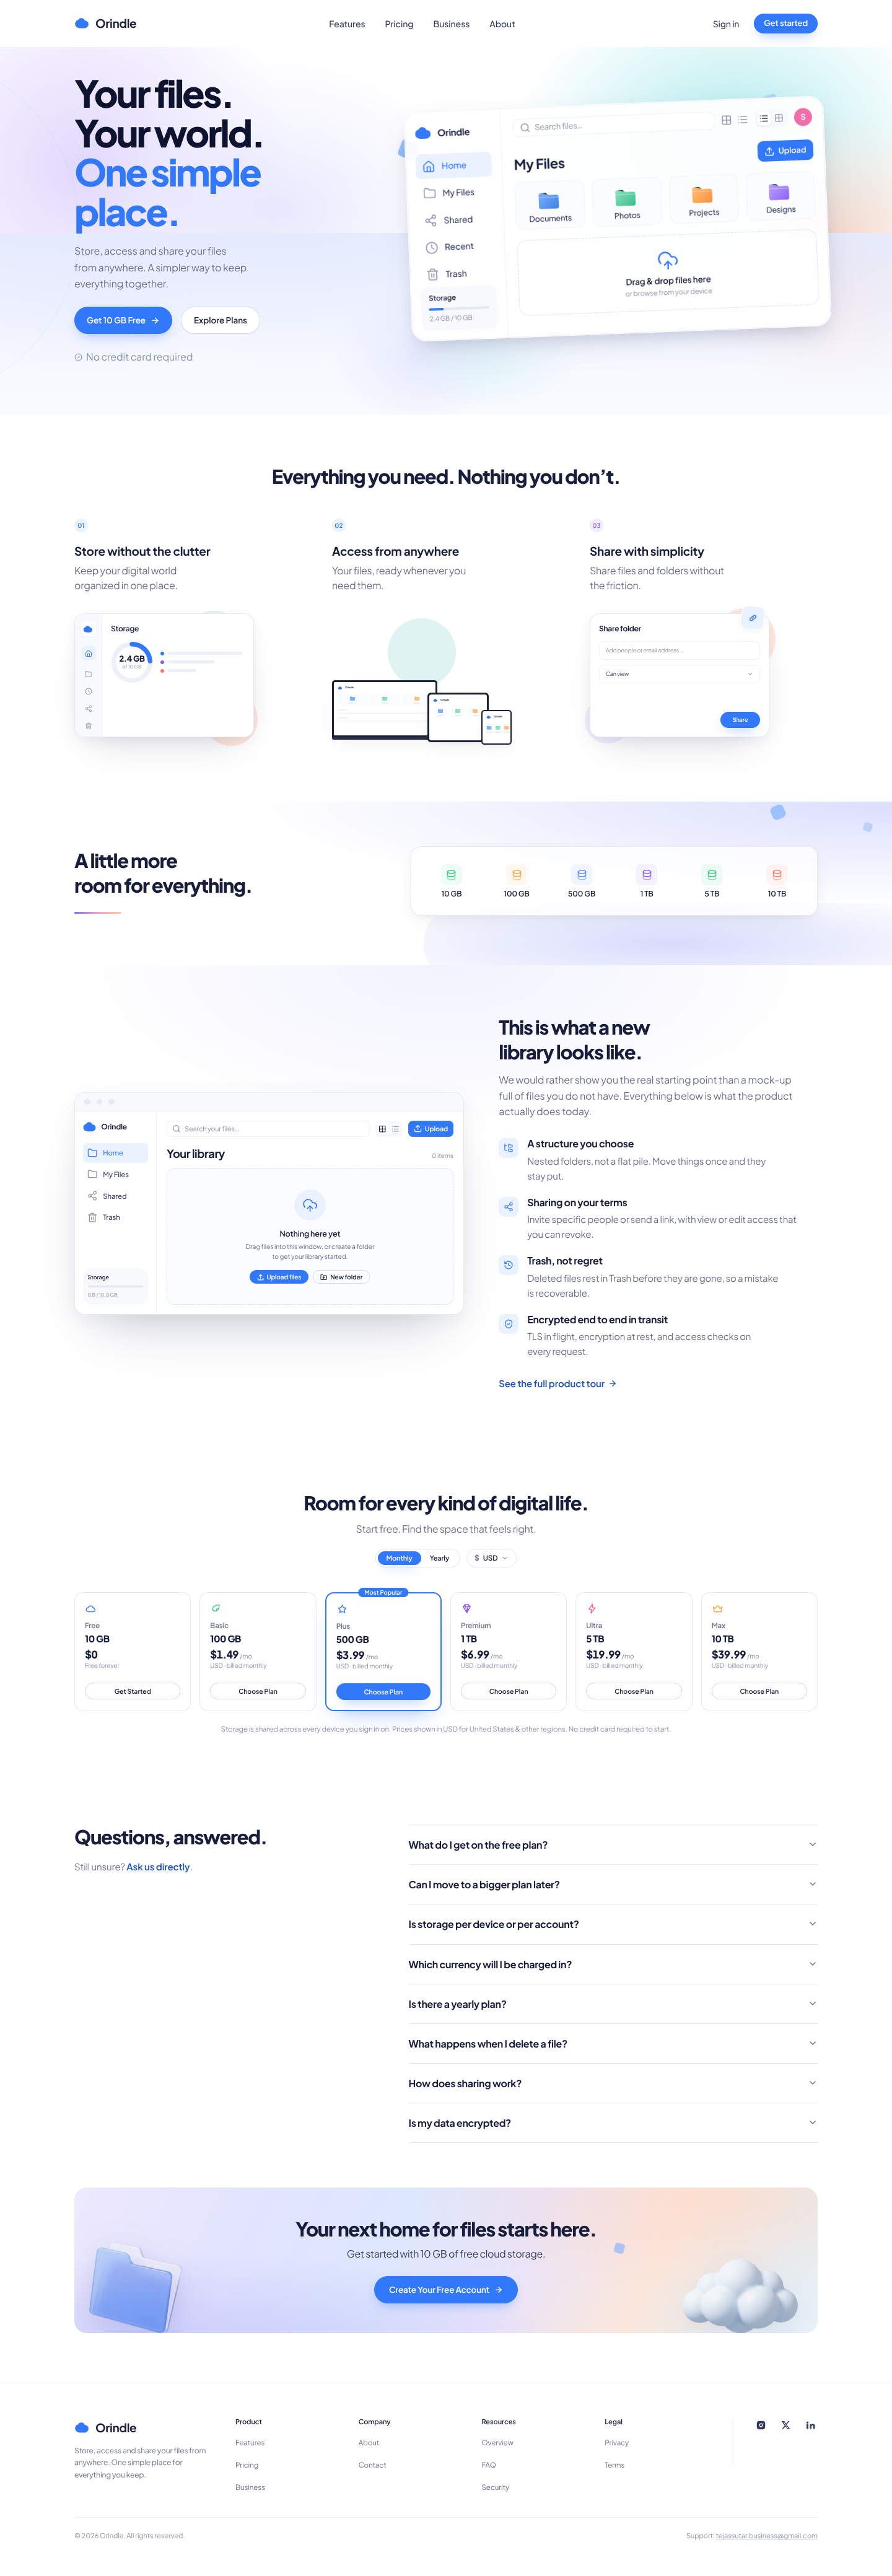 Orindle
Features
Pricing
Business
About
Sign in
Get started
Your files.
Your world.
One simple
place.
Store, access and share your files
from anywhere. A simpler way to keep
everything together.
Get 10 GB Free
Explore Plans
No credit card required
Orindle
Home
My Files
Shared
Recent
Trash
Storage
2.4 GB / 10 GB
Search files...
S
My Files
Upload
Documents
Photos
Projects
Designs
Drag & drop files here
or browse from your device
Everything you need. Nothing you don’t.
01
Store without the clutter
Keep your digital world
organized in one place.
Storage
2.4 GB
of 10 GB
02
Access from anywhere
Your files, ready whenever you
need them.
Orindle
Orindle
Orindle
03
Share with simplicity
Share files and folders without
the friction.
Share folder
Add people or email address...
Can view
Share
A little more
room for everything.
10 GB
100 GB
500 GB
1 TB
5 TB
10 TB
Orindle
Home
My Files
Shared
Trash
Storage
0 B / 10.0 GB
Search your files...
Upload
Your library
0 items
Nothing here yet
Drag files into this window, or create a folder
to get your library started.
Upload files
New folder
This is what a new
library looks like.
We would rather show you the real starting point than a mock-up
full of files you do not have. Everything below is what the product
actually does today.
A structure you choose
Nested folders, not a flat pile. Move things once and they
stay put.
Sharing on your terms
Invite specific people or send a link, with view or edit access that
you can revoke.
Trash, not regret
Deleted files rest in Trash before they are gone, so a mistake
is recoverable.
Encrypted end to end in transit
TLS in flight, encryption at rest, and access checks on
every request.
See the full product tour
Room for every kind of digital life.
Start free. Find the space that feels right.
Monthly
Yearly
$ USD
Free
10 GB
$0
Free forever
Get Started
Basic
100 GB
$1.49 /mo
USD · billed monthly
Choose Plan
Most Popular
Plus
500 GB
$3.99 /mo
USD · billed monthly
Choose Plan
Premium
1 TB
$6.99 /mo
USD · billed monthly
Choose Plan
Ultra
5 TB
$19.99 /mo
USD · billed monthly
Choose Plan
Max
10 TB
$39.99 /mo
USD · billed monthly
Choose Plan
Storage is shared across every device you sign in on. Prices shown in USD for United States & other regions. No credit card required to start.
Questions, answered.
Still unsure? Ask us directly.
What do I get on the free plan?
Can I move to a bigger plan later?
Is storage per device or per account?
Which currency will I be charged in?
Is there a yearly plan?
What happens when I delete a file?
How does sharing work?
Is my data encrypted?
Your next home for files starts here.
Get started with 10 GB of free cloud storage.
Create Your Free Account
Orindle
Store, access and share your files from
anywhere. One simple place for
everything you keep.
Product
Features
Pricing
Business
Company
About
Contact
Resources
Overview
FAQ
Security
Legal
Privacy
Terms
© 2026 Orindle. All rights reserved.
Support: tejassutar.business@gmail.com